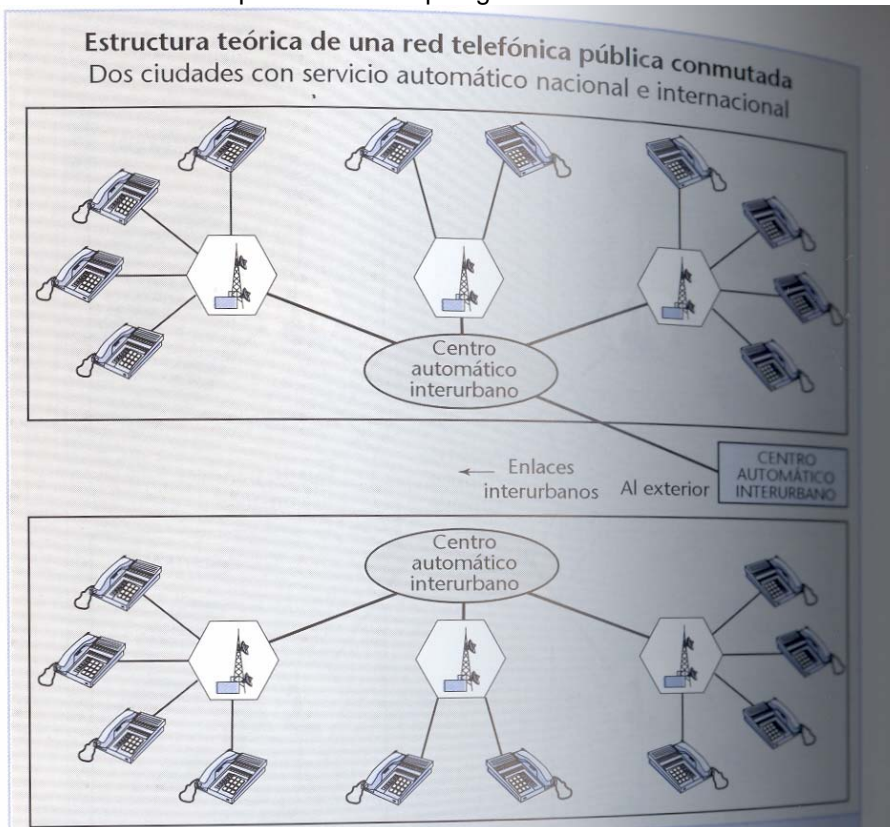 Estructura teórica de una red telefónica pública conmutada
Dos ciudades con servicio automático nacional e internacional
Centro
automático
interurbano
Enlaces
interurbanos
Al exterior
CENTRO
AUTOMÁTICO
INTERURBANO
Centro
automático
interurbano